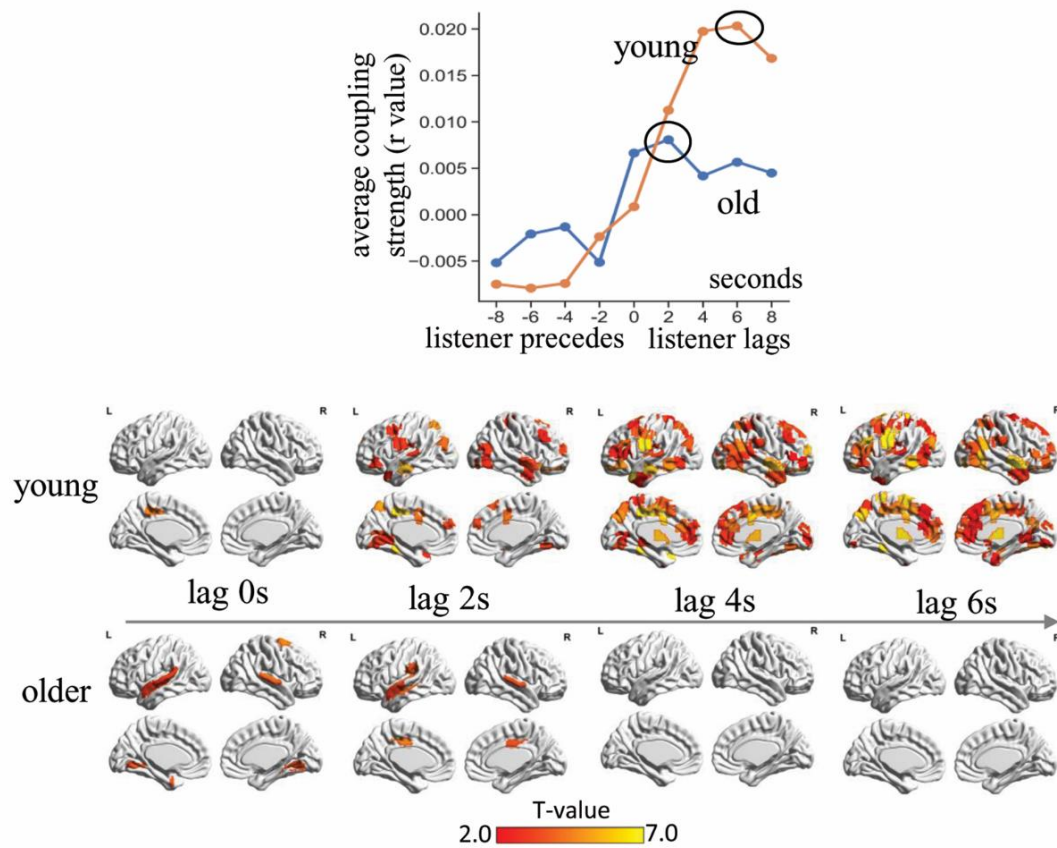 average coupling
strength (r value)
0.020
0.015
0.010
0.005
0.000
−0.005
young
old
seconds
-8 -6 -4 -2 0 2 4 6 8
listener precedes listener lags
L R L R L R L R
young
lag 0s lag 2s lag 4s lag 6s
L R L R L R L R
older
T-value
2.0 7.0